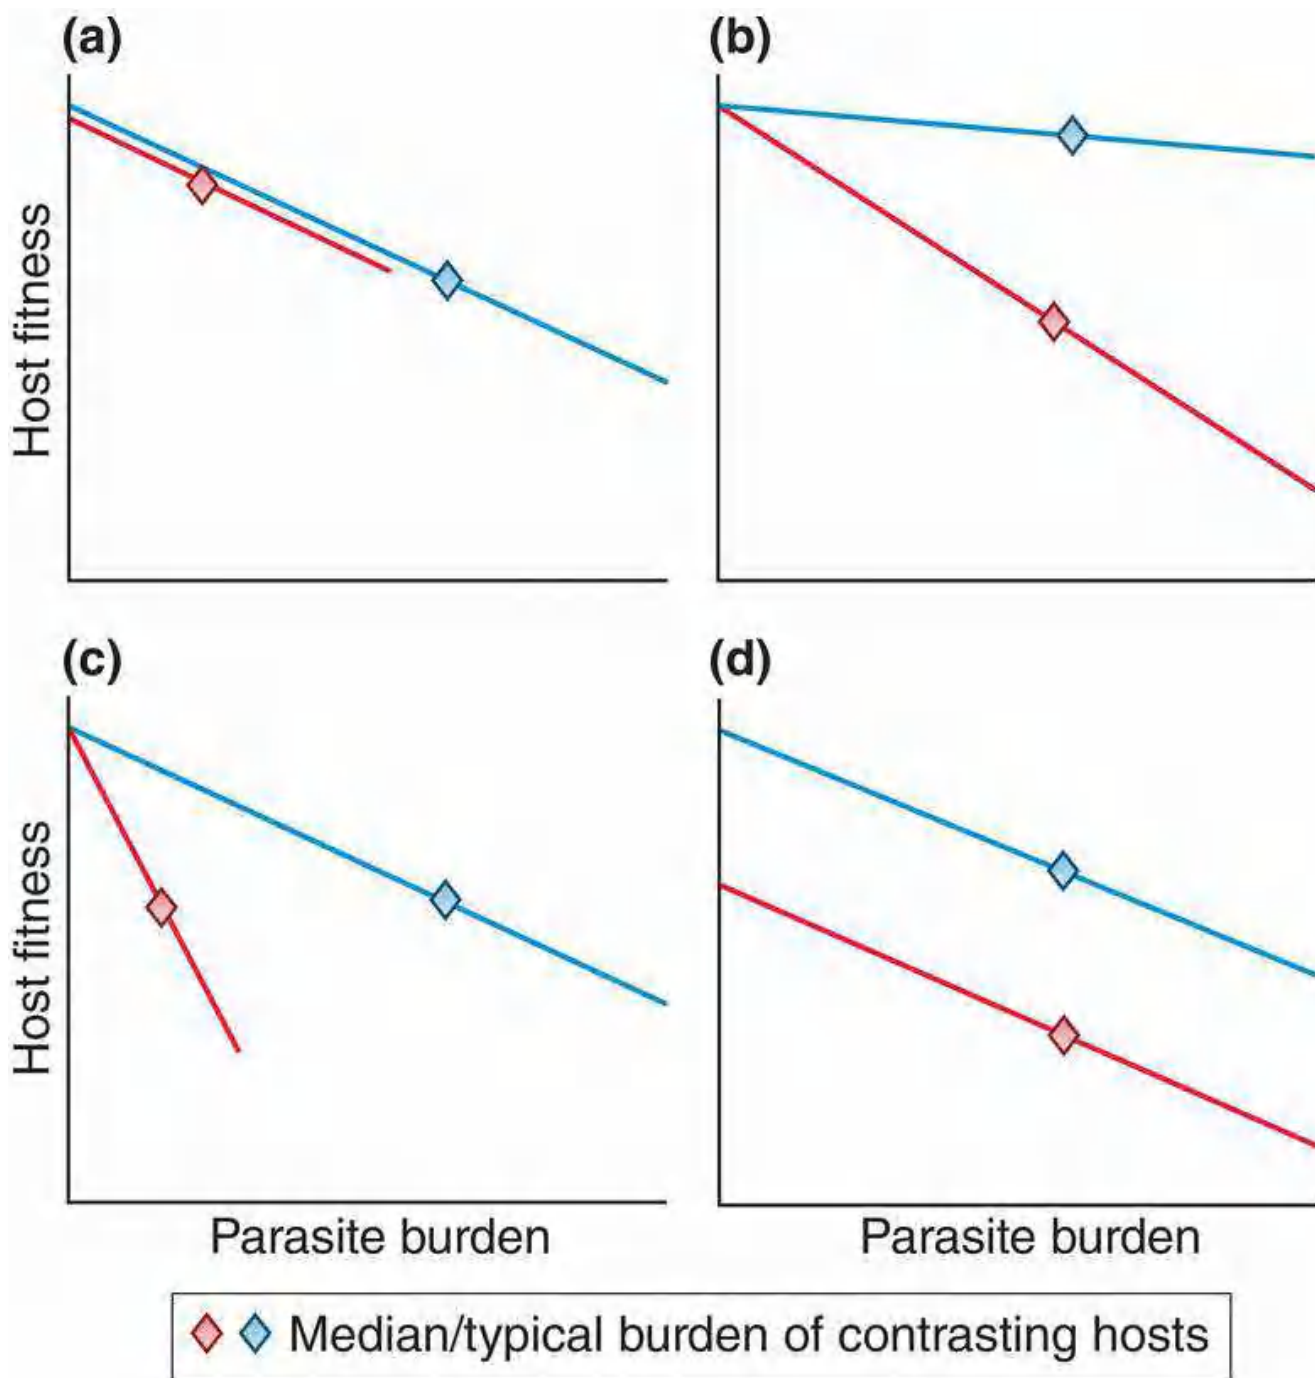 (a)
(b)
Host fitness
(c)
(d)
Host fitness
Parasite burden
Parasite burden
Median/typical burden of contrasting hosts